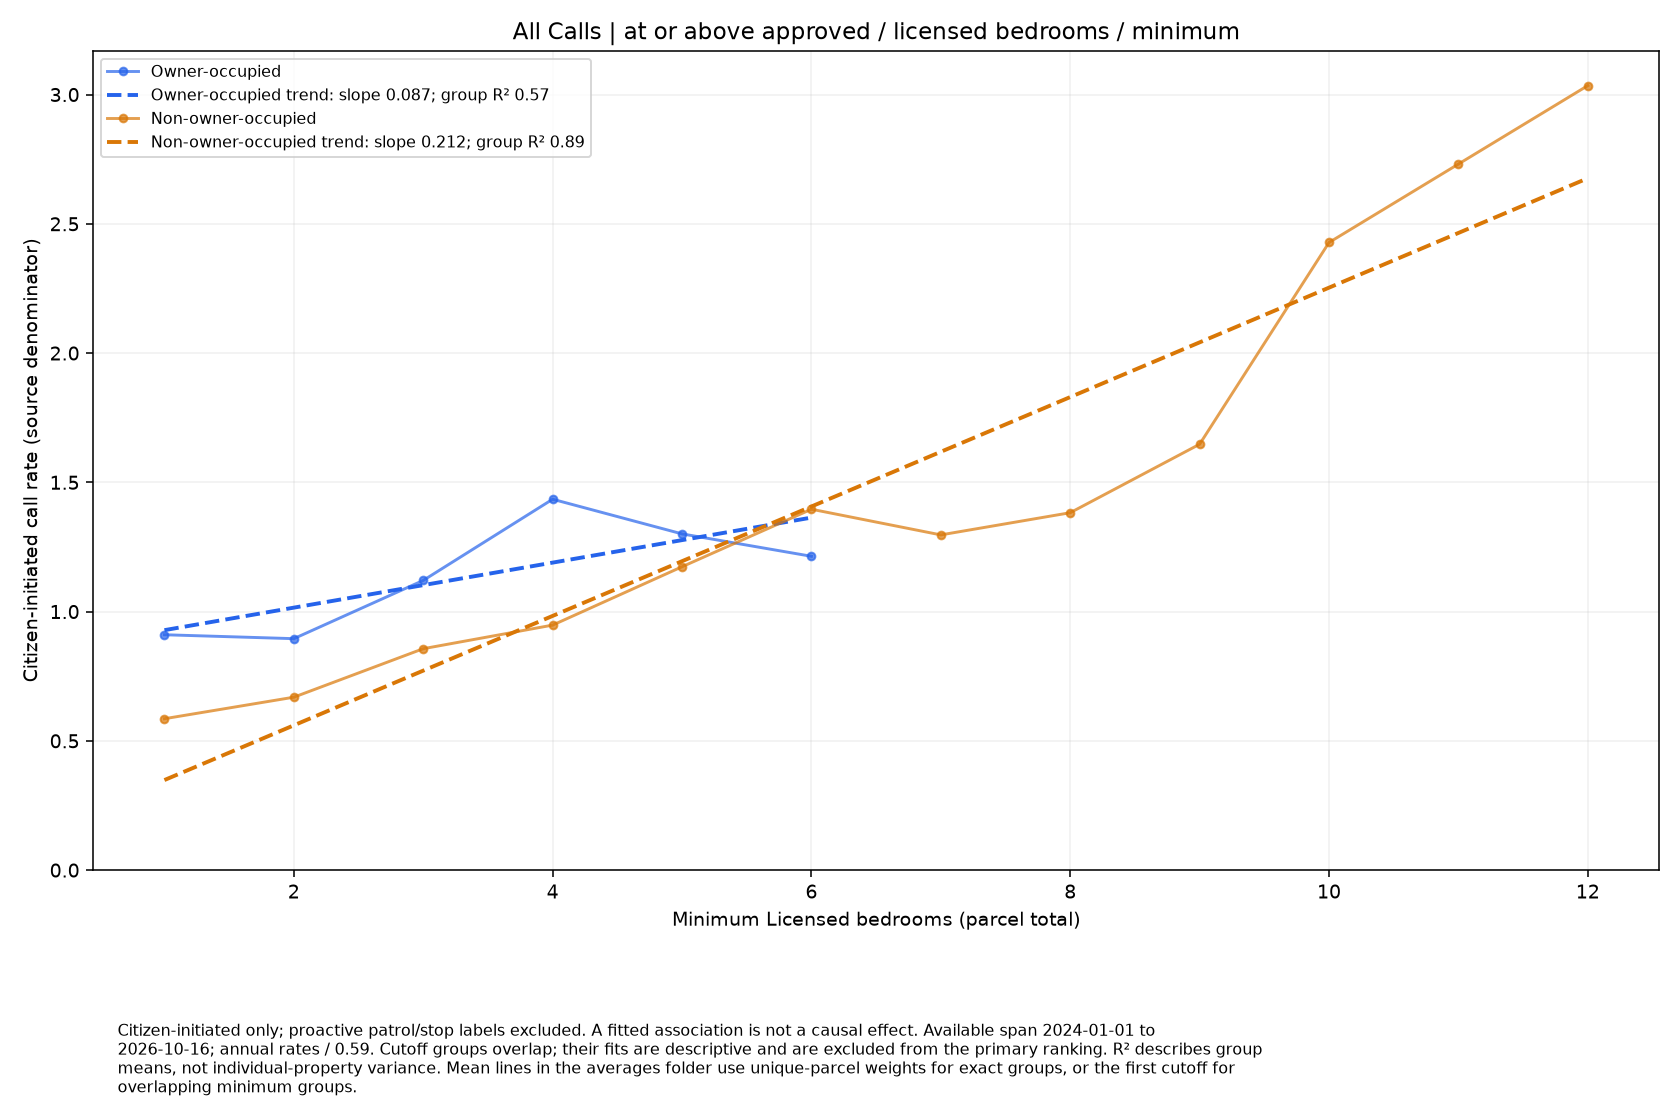 All Calls | at or above approved / licensed bedrooms / minimum
Owner-occupied
Owner-occupied trend: slope 0.087; group R² 0.57
Non-owner-occupied
Non-owner-occupied trend: slope 0.212; group R² 0.89
Citizen-initiated call rate (source denominator)
3.0
2.5
2.0
1.5
1.0
0.5
0.0
2
4
6
8
10
12
Minimum Licensed bedrooms (parcel total)
Citizen-initiated only; proactive patrol/stop labels excluded. A fitted association is not a causal effect. Available span 2024-01-01 to
2026-10-16; annual rates / 0.59. Cutoff groups overlap; their fits are descriptive and are excluded from the primary ranking. R² describes group
means, not individual-property variance. Mean lines in the averages folder use unique-parcel weights for exact groups, or the first cutoff for
overlapping minimum groups.